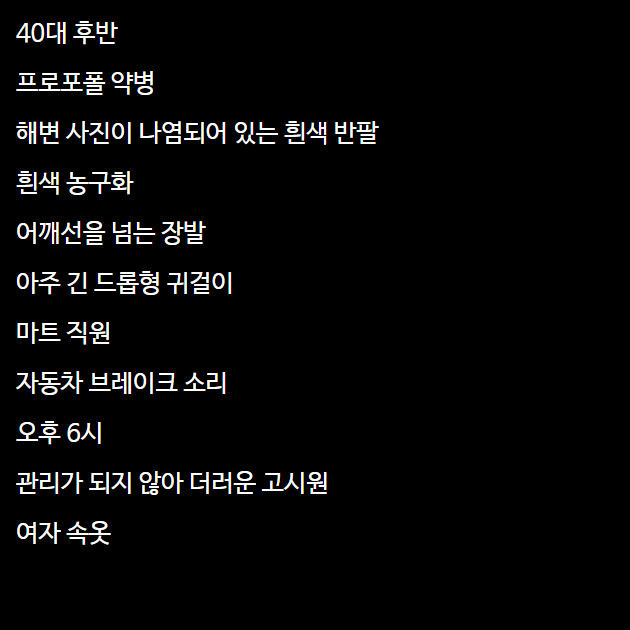 40대 후반
프로포폴 약병
해변 사진이 나염되어 있는 흰색 반팔
흰색 농구화
어깨선을 넘는 장발
아주 긴 드롭형 귀걸이
마트 직원
자동차 브레이크 소리
오후 6시
관리가 되지 않아 더러운 고시원
여자 속옷